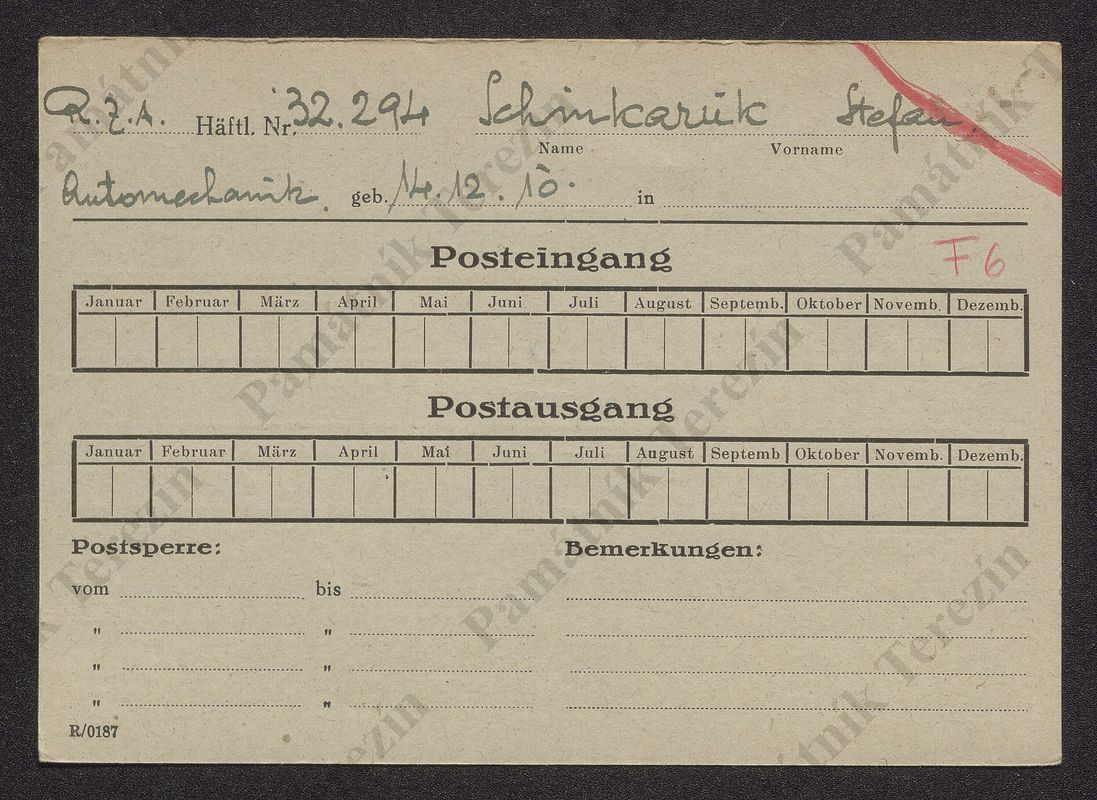 R.Z.A. Häftl. Nr. 32.294 Schinkaruk Stefan
Name Vorname
Automechanik. geb. 14.12.10. in
Posteingang F6
Januar Februar März April Mai Juni Juli August Septemb. Oktober Novemb. Dezemb.
Postausgang
Januar Februar März April Mai Juni Juli August Septemb Oktober Novemb. Dezemb.
Postsperre: Bemerkungen:
vom bis
" "
" "
" "
R/0187
Památník Terezín